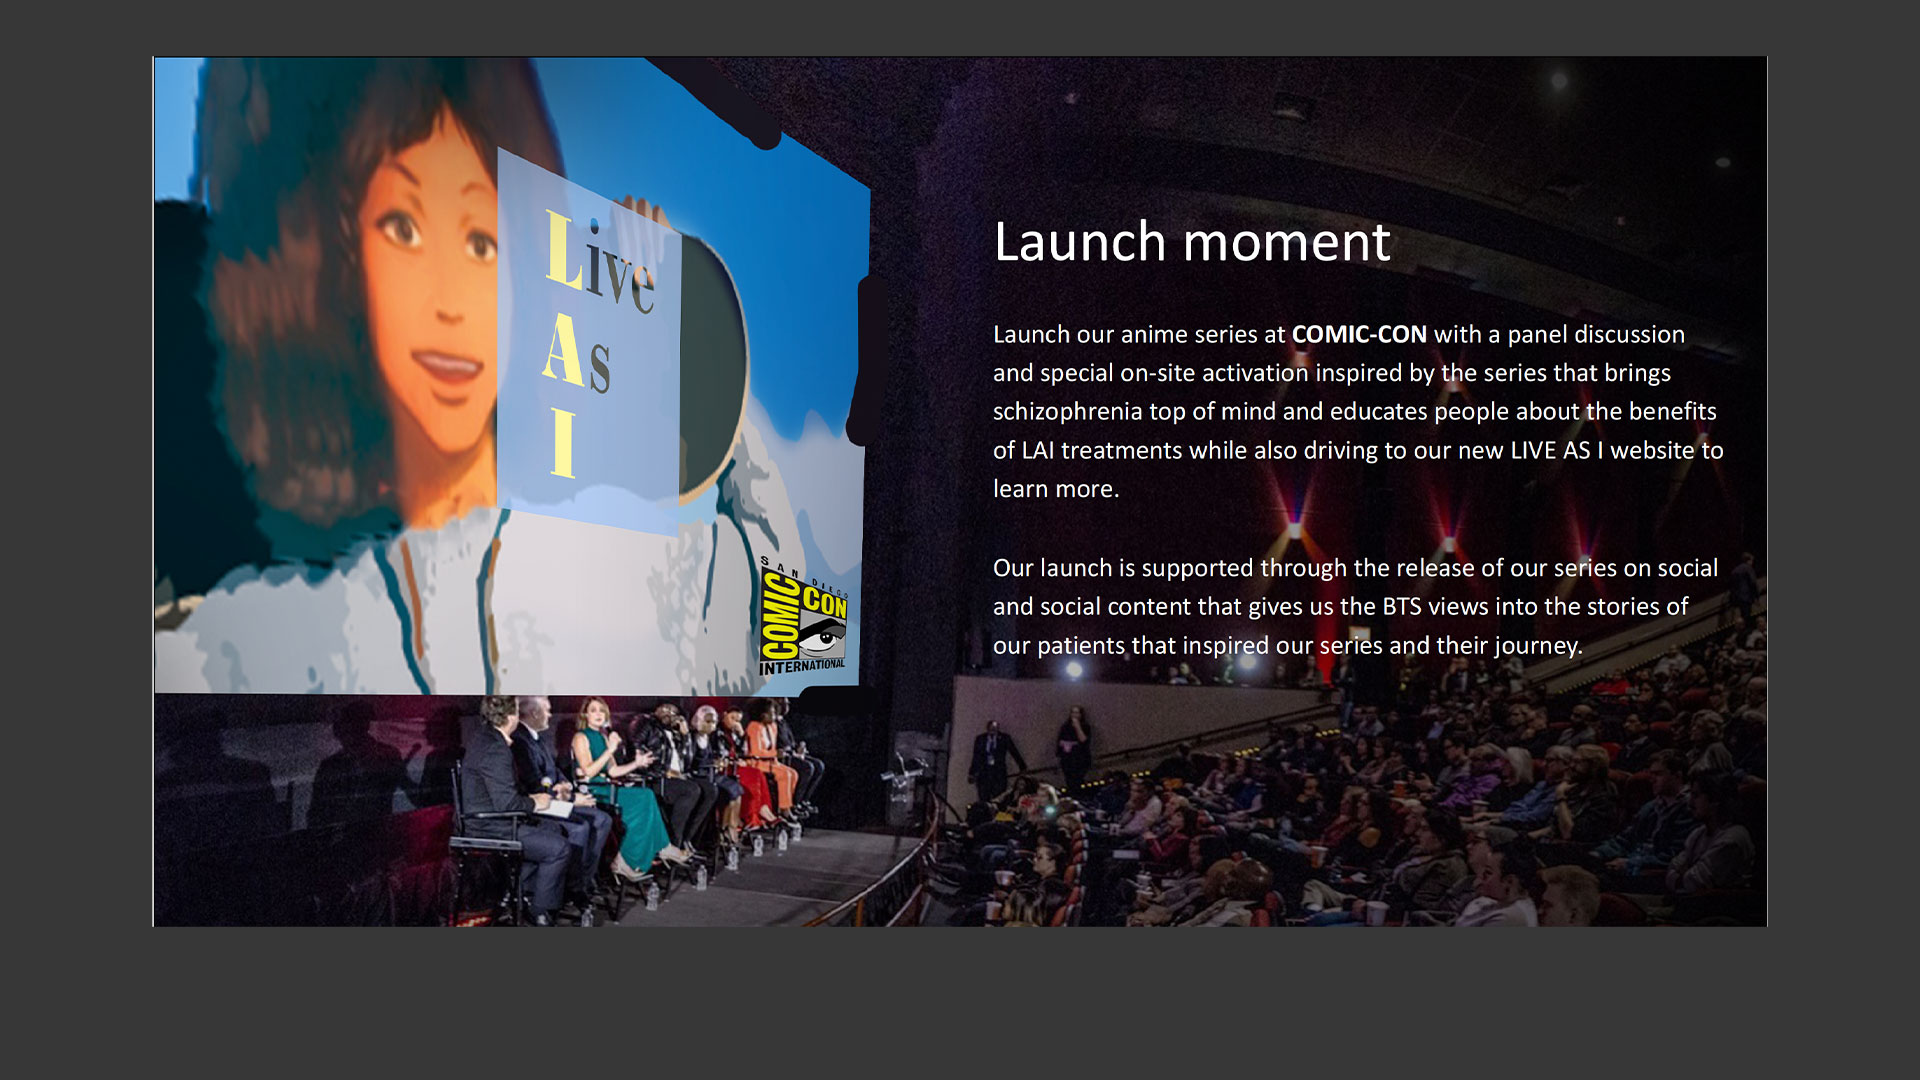 Live
As
I
SAN DIEGO
COMIC
CON
INTERNATIONAL
Launch moment
Launch our anime series at COMIC-CON with a panel discussion
and special on-site activation inspired by the series that brings
schizophrenia top of mind and educates people about the benefits
of LAI treatments while also driving to our new LIVE AS I website to
learn more.
Our launch is supported through the release of our series on social
and social content that gives us the BTS views into the stories of
our patients that inspired our series and their journey.